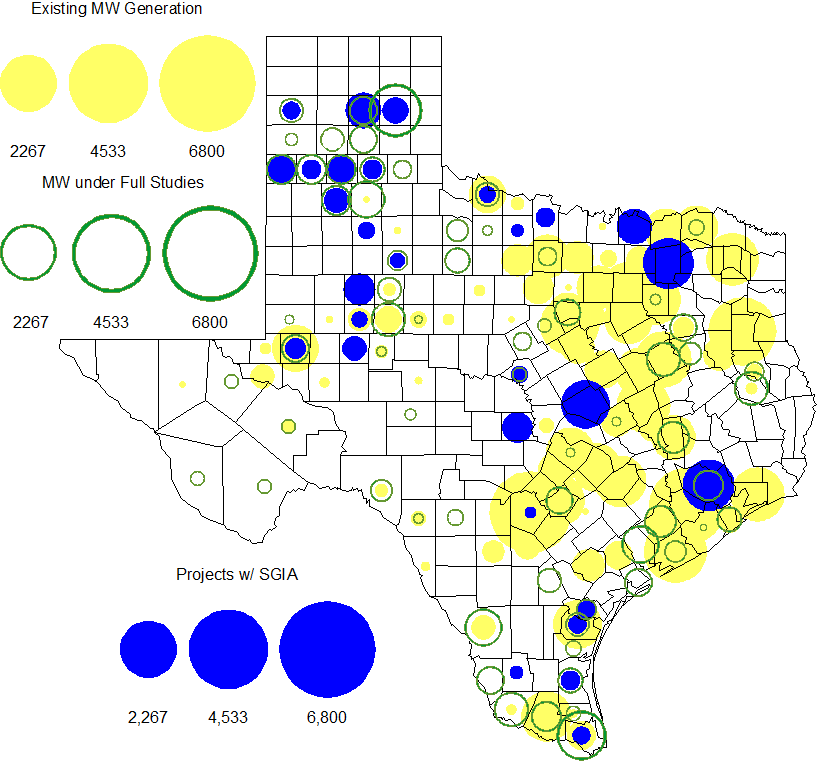 Existing MW Generation
2267 4533 6800
MW under Full Studies
2267 4533 6800
Projects w/ SGIA
2,267 4,533 6,800